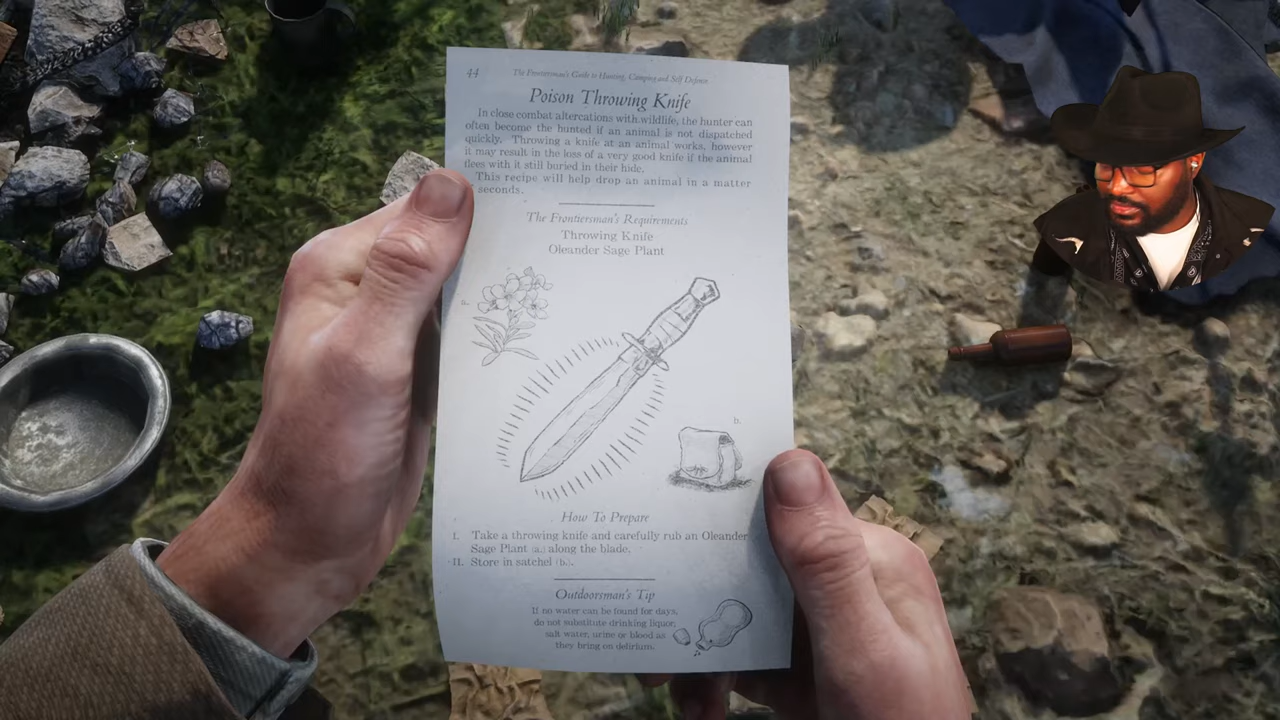 44 The Frontiersman's Guide to Hunting, Camping and Self Defense
Poison Throwing Knife
In close combat altercations with wildlife, the hunter can
often become the hunted if an animal is not dispatched
quickly. Throwing a knife at an animal works, however
it may result in the loss of a very good knife if the animal
flees with it still buried in their hide.
This recipe will help drop an animal in a matter
seconds.
The Frontiersman's Requirements
Throwing Knife
Oleander Sage Plant
a.
b.
How To Prepare
I. Take a throwing knife and carefully rub an Oleander
Sage Plant (a.) along the blade.
II. Store in satchel (b.).
Outdoorsman's Tip
If no water can be found for days,
do not substitute drinking liquor,
salt water, urine or blood as
they bring on delirium.